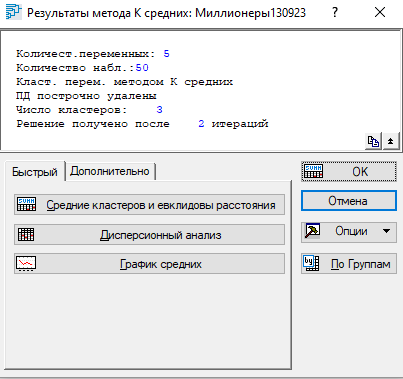 Результаты метода К средних: Миллионеры130923
?
×
Количест.переменных: 5
Количество набл.:50
Класт. перем. методом К средних
ПД построчно удалены
Число кластеров: 3
Решение получено после 2 итераций
Быстрый
Дополнительно
Средние кластеров и евклидовы расстояния
Дисперсионный анализ
График средних
OK
Отмена
Опции
По Группам